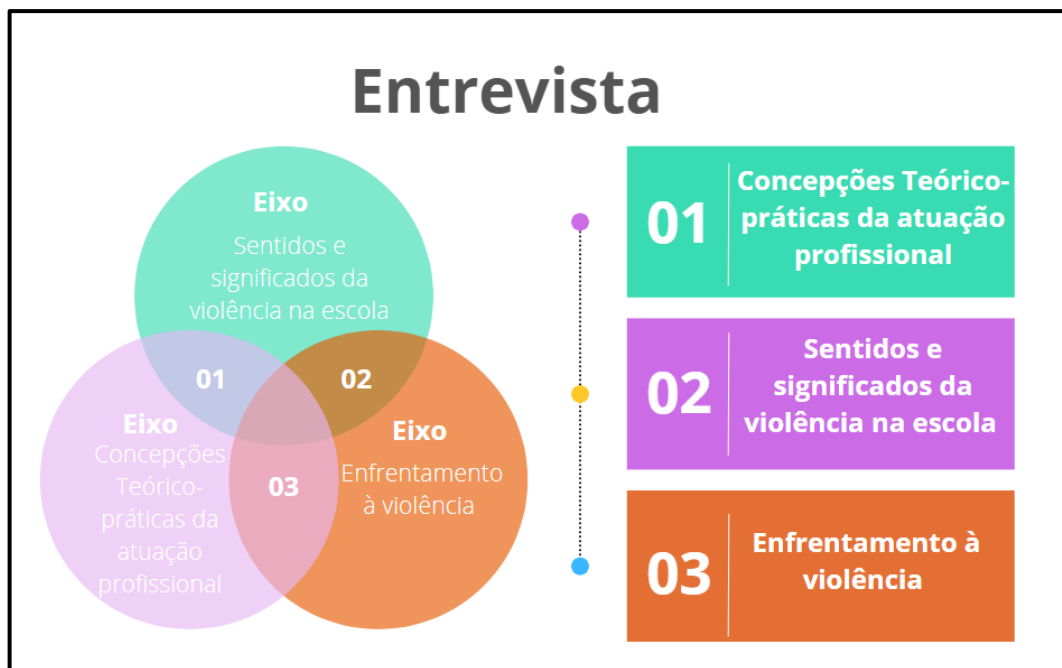 Entrevista
Eixo
Sentidos e
significados da
violência na escola
01
02
Eixo
Concepções
Teórico-
práticas da
atuação
profissional
03
Eixo
Enfrentamento
à violência
01
Concepções Teórico-
práticas da atuação
profissional
02
Sentidos e
significados da
violência na escola
03
Enfrentamento à
violência